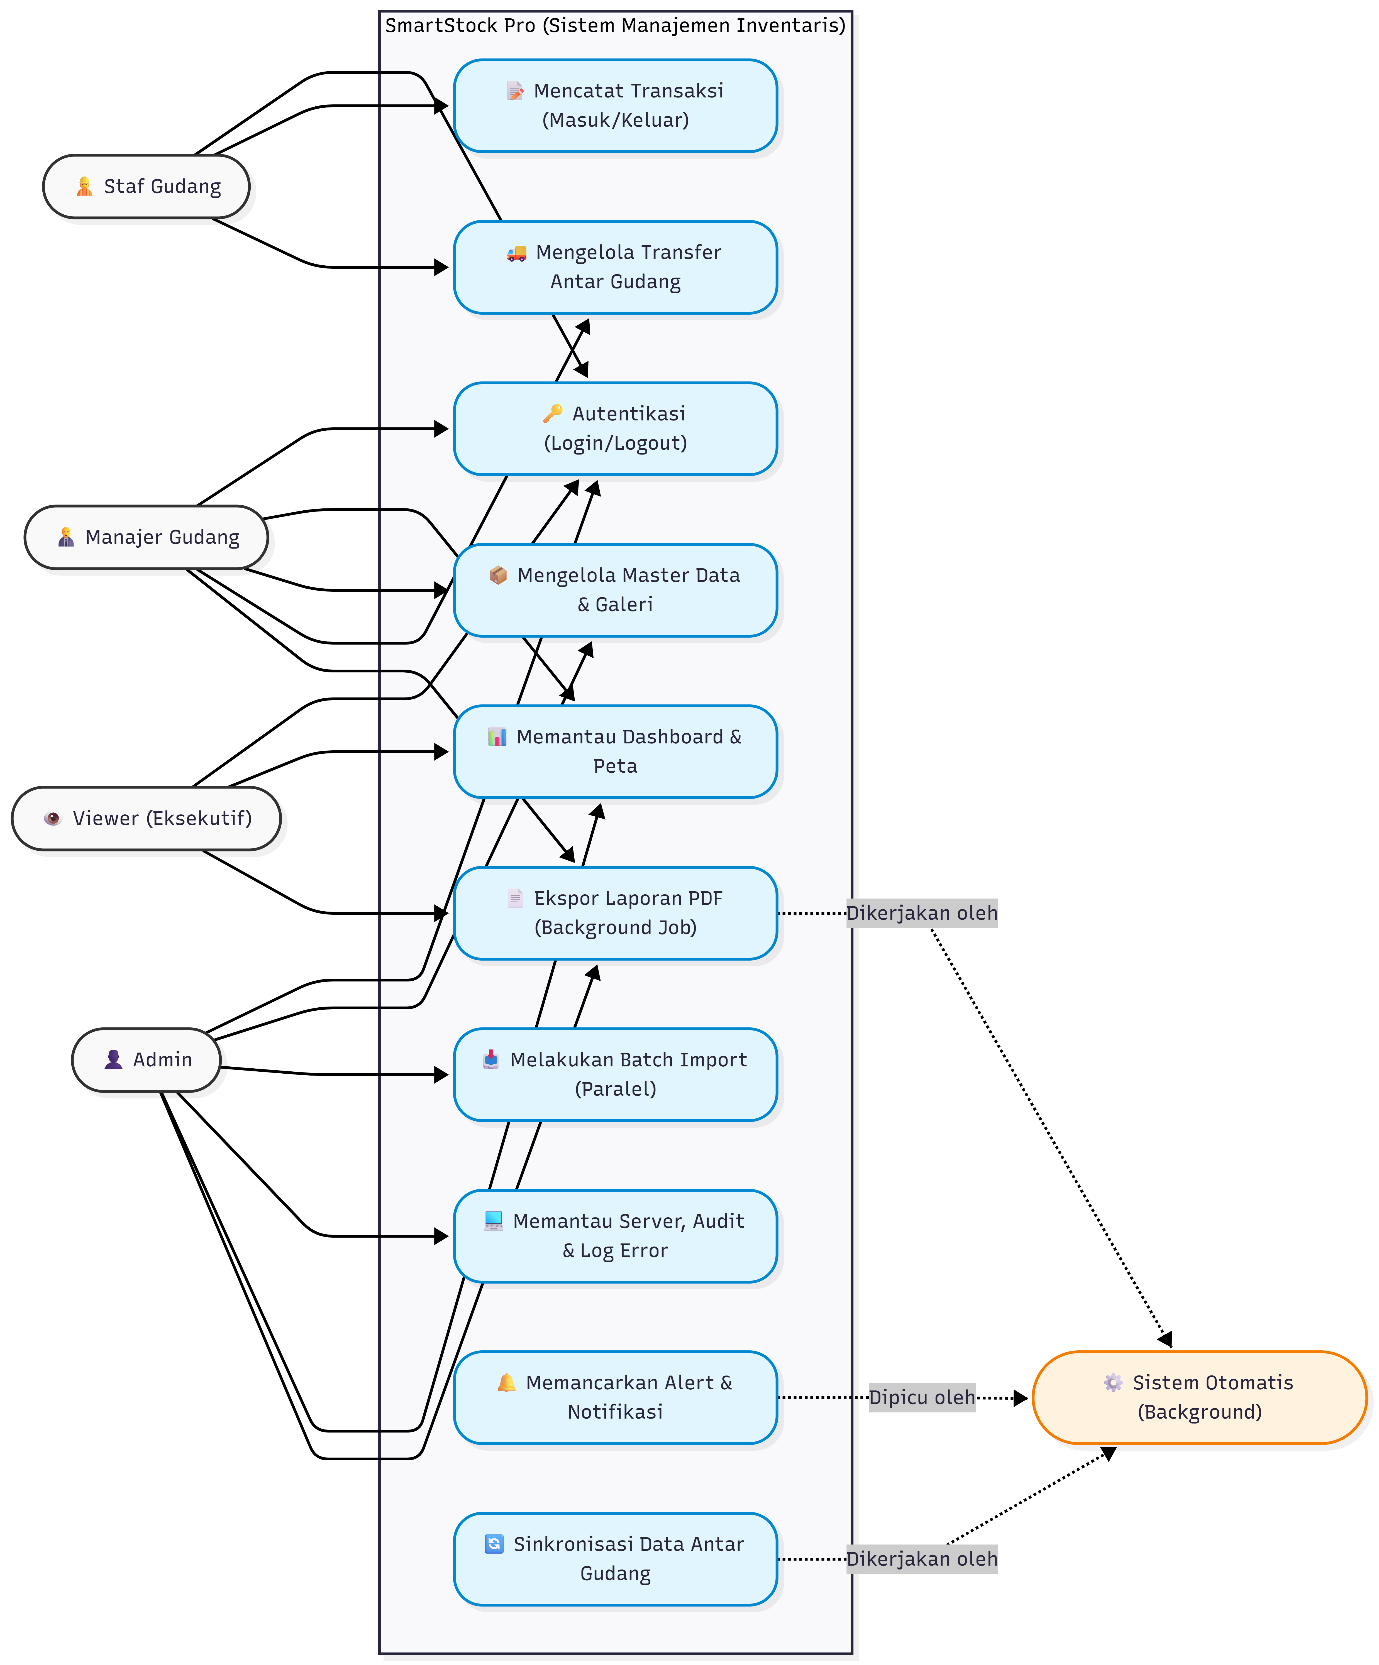 SmartStock Pro (Sistem Manajemen Inventaris)
📝 Mencatat Transaksi
(Masuk/Keluar)
👷 Staf Gudang
🚚 Mengelola Transfer
Antar Gudang
🔑 Autentikasi
(Login/Logout)
👨‍💼 Manajer Gudang
📦 Mengelola Master Data
& Galeri
📊 Memantau Dashboard &
Peta
👁️ Viewer (Eksekutif)
📄 Ekspor Laporan PDF
(Background Job)
Dikerjakan oleh
👤 Admin
📥 Melakukan Batch Import
(Paralel)
💻 Memantau Server, Audit
& Log Error
🔔 Memancarkan Alert &
Notifikasi
Dipicu oleh
⚙️ Sistem Otomatis
(Background)
🔄 Sinkronisasi Data Antar
Gudang
Dikerjakan oleh